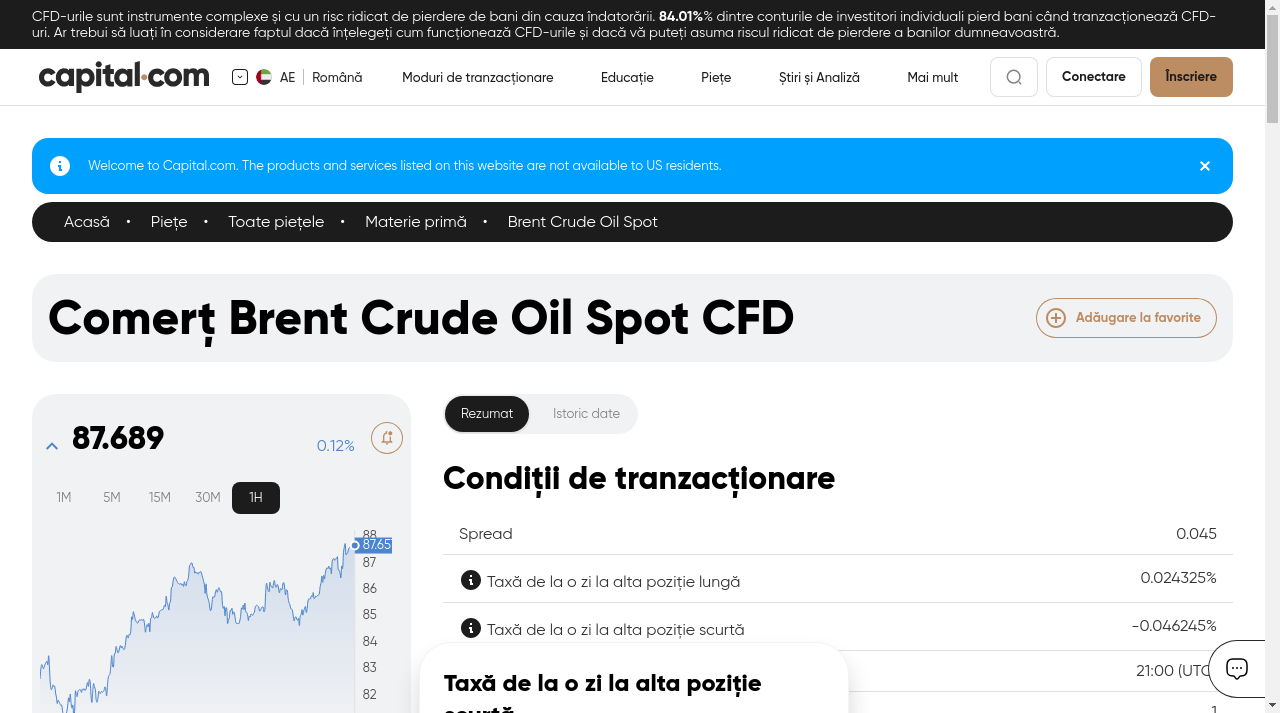 CFD-urile sunt instrumente complexe și cu un risc ridicat de pierdere de bani din cauza îndatorării. 84.01%% dintre conturile de investitori individuali pierd bani când tranzacționează CFD-
uri. Ar trebui să luați în considerare faptul dacă înțelegeți cum funcționează CFD-urile și dacă vă puteți asuma riscul ridicat de pierdere a banilor dumneavoastră.
capital.com
AE
Română
Moduri de tranzacționare
Educație
Piețe
Știri și Analiză
Mai mult
Conectare
Înscriere
Welcome to Capital.com. The products and services listed on this website are not available to US residents.
Acasă • Piețe • Toate piețele • Materie primă • Brent Crude Oil Spot
Comerț Brent Crude Oil Spot CFD
Adăugare la favorite
87.689
0.12%
1M 5M 15M 30M 1H
88
87.65
87
86
85
84
83
82
Rezumat
Istoric date
Condiții de tranzacționare
Spread 0.045
Taxă de la o zi la alta poziție lungă 0.024325%
Taxă de la o zi la alta poziție scurtă -0.046245%
21:00 (UTC
1
Taxă de la o zi la alta poziție
scurtă